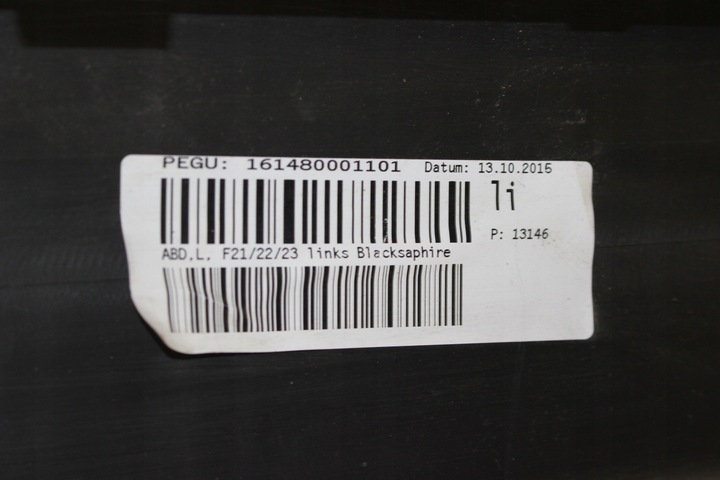 PEGU: 161480001101 Datum: 13.10.2015
li
P: 13146
ABD.L. F21/22/23 links Blacksaphire